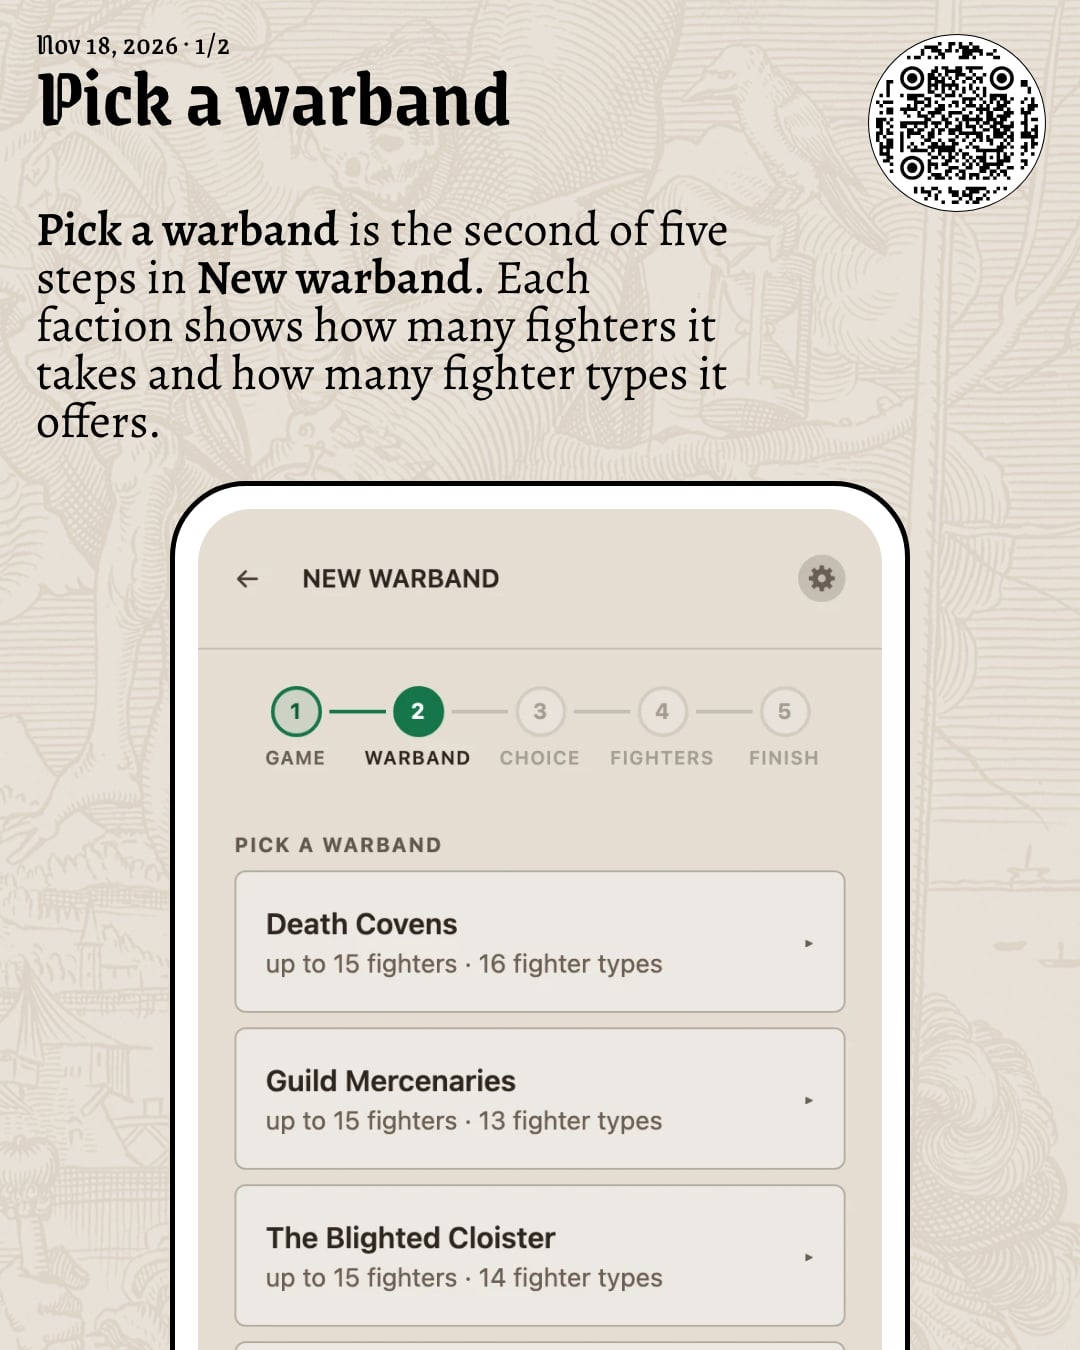 Nov 18, 2026 · 1/2
Pick a warband
Pick a warband is the second of five
steps in New warband. Each
faction shows how many fighters it
takes and how many fighter types it
offers.
NEW WARBAND
1 2 3 4 5
GAME WARBAND CHOICE FIGHTERS FINISH
PICK A WARBAND
Death Covens
up to 15 fighters · 16 fighter types
Guild Mercenaries
up to 15 fighters · 13 fighter types
The Blighted Cloister
up to 15 fighters · 14 fighter types